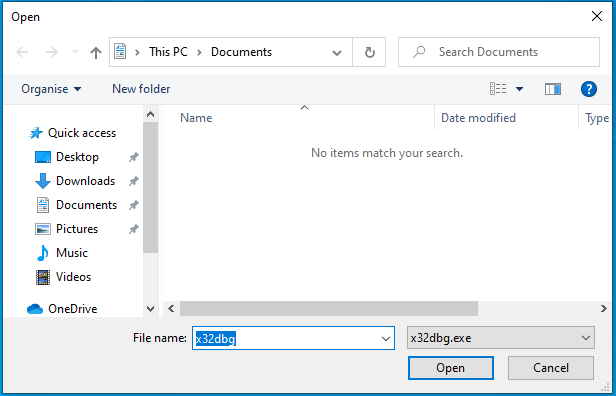 Open
This PC > Documents
Search Documents
Organise
New folder
Quick access
Desktop
Downloads
Documents
Pictures
Music
Videos
OneDrive
Name
Date modified
Type
No items match your search.
File name: x32dbg
x32dbg.exe
Open
Cancel